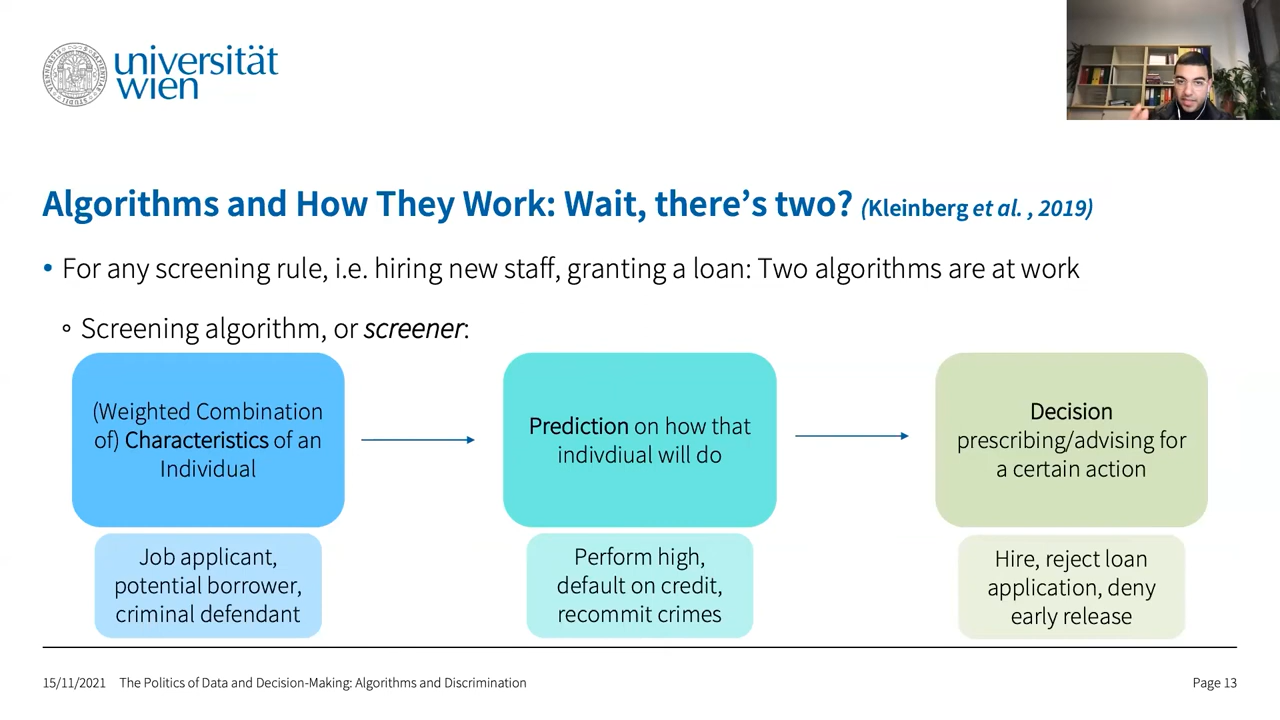 universität
wien
Algorithms and How They Work: Wait, there's two? (Kleinberg et al. , 2019)
• For any screening rule, i.e. hiring new staff, granting a loan: Two algorithms are at work
Screening algorithm, or screener:
(Weighted Combination
of) Characteristics of an
Individual
Prediction on how that
indivdiual will do
Decision
prescribing/advising for
a certain action
Job applicant,
potential borrower,
criminal defendant
Perform high,
default on credit,
recommit crimes
Hire, reject loan
application, deny
early release
15/11/2021 The Politics of Data and Decision-Making: Algorithms and Discrimination Page 13